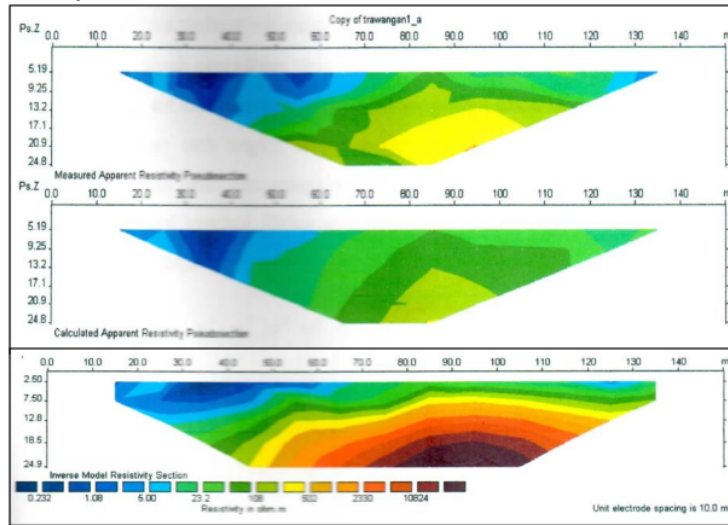 Copy of trawangan1_a
Ps.Z 0.0 10.0 20.0 30.0 40.0 50.0 60.0 70.0 80.0 90.0 100 110 120 130 140 m
5.19
9.25
13.2
17.1
20.9
24.8
Measured Apparent Resistivity Pseudosection
Ps.Z 0.0 10.0 20.0 30.0 40.0 50.0 60.0 70.0 80.0 90.0 100 110 120 130 140 m
5.19
9.25
13.2
17.1
20.9
24.8
Calculated Apparent Resistivity Pseudosection
0.0 10.0 20.0 30.0 40.0 50.0 60.0 70.0 80.0 90.0 100 110 120 130 140 m
2.50
7.50
12.8
18.5
24.9
Inverse Model Resistivity Section
0.232 1.08 5.00 23.2 108 502 2330 10824
Resistivity in ohm.m
Unit electrode spacing is 10.0 m